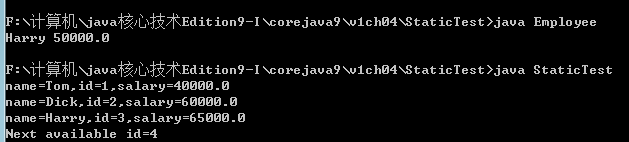 F:\计算机\java核心技术Edition9-I\corejava9\v1ch04\StaticTest>java Employee
Harry 50000.0
F:\计算机\java核心技术Edition9-I\corejava9\v1ch04\StaticTest>java StaticTest
name=Tom,id=1,salary=40000.0
name=Dick,id=2,salary=60000.0
name=Harry,id=3,salary=65000.0
Next available id=4